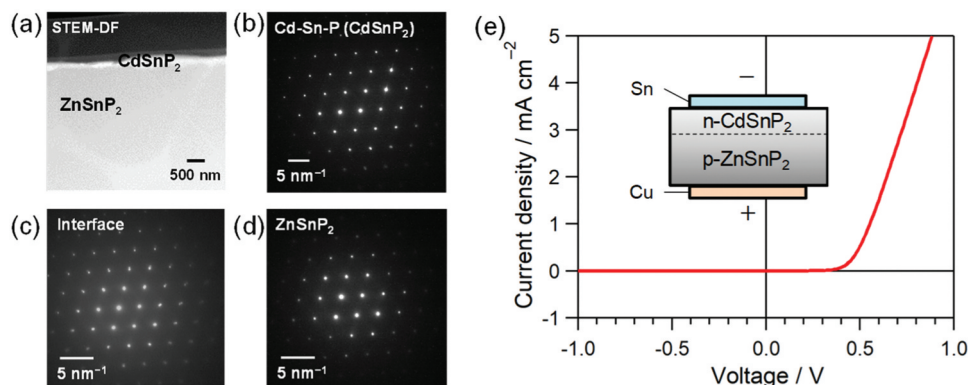 (a)
STEM-DF
CdSnP₂
ZnSnP₂
500 nm
(b)
Cd-Sn-P (CdSnP₂)
5 nm⁻¹
(c)
Interface
5 nm⁻¹
(d)
ZnSnP₂
5 nm⁻¹
(e)
Current density / mA cm⁻²
5
4
3
2
1
0
-1
−
Sn
n-CdSnP₂
p-ZnSnP₂
Cu
+
-1.0
-0.5
0.0
0.5
1.0
Voltage / V